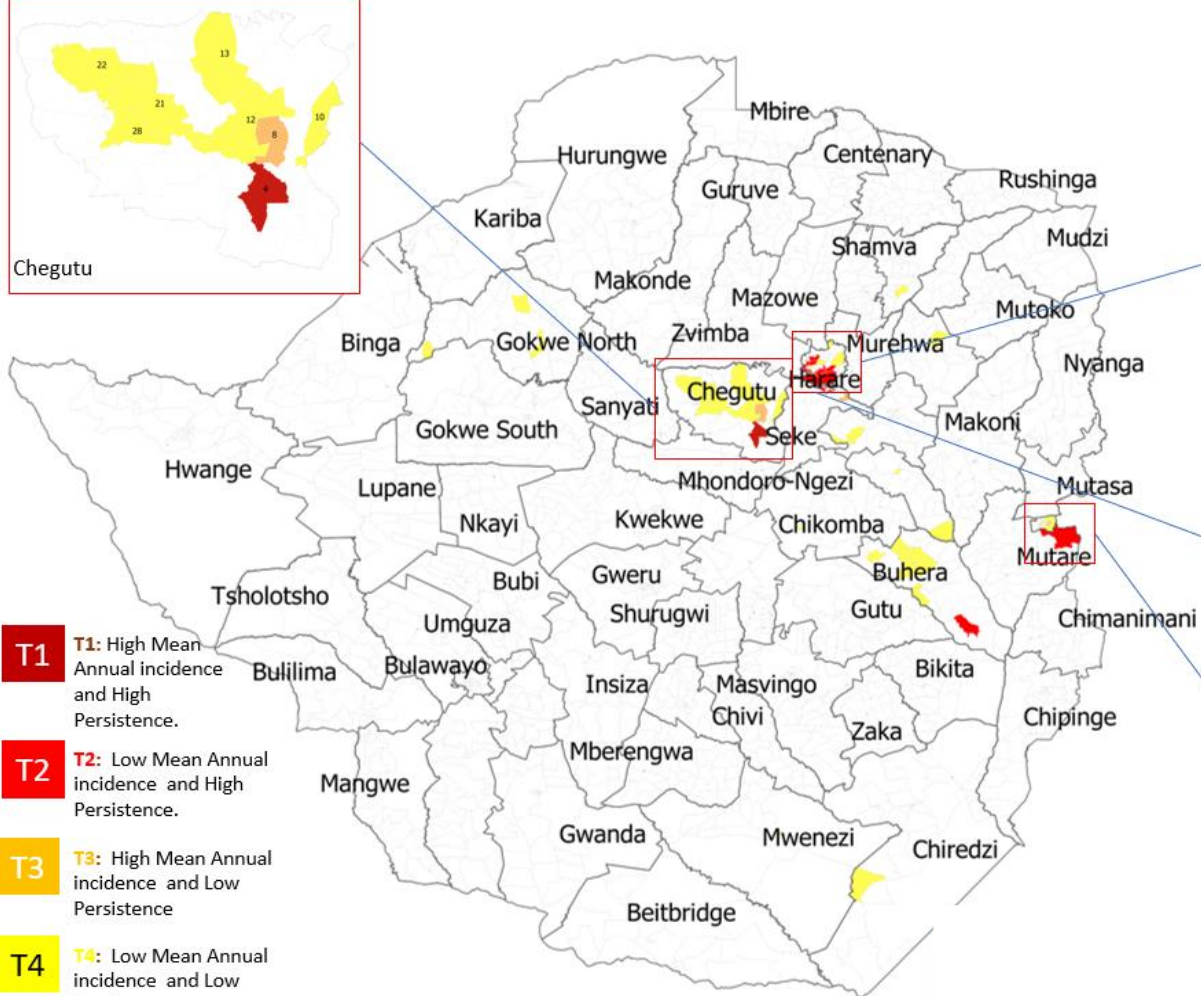 22
13
21
28
12
8
10
4
Chegutu
Mbire
Hurungwe
Centenary
Guruve
Rushinga
Kariba
Shamva
Mudzi
Makonde
Mazowe
Mutoko
Binga
Gokwe North
Zvimba
Murehwa
Nyanga
Harare
Chegutu
Sanyati
Gokwe South
Seke
Makoni
Hwange
Lupane
Mhondoro-Ngezi
Mutasa
Nkayi
Kwekwe
Chikomba
Mutare
Tsholotsho
Bubi
Gweru
Buhera
Umguza
Shurugwi
Gutu
Chimanimani
Bulilima
Bulawayo
Insiza
Masvingo
Bikita
Chivi
Zaka
Chipinge
Mberengwa
Mangwe
Gwanda
Mwenezi
Chiredzi
Beitbridge
T1
T1: High Mean
Annual incidence
and High
Persistence.
T2
T2: Low Mean Annual
incidence and High
Persistence.
T3
T3: High Mean Annual
incidence and Low
Persistence
T4
T4: Low Mean Annual
incidence and Low